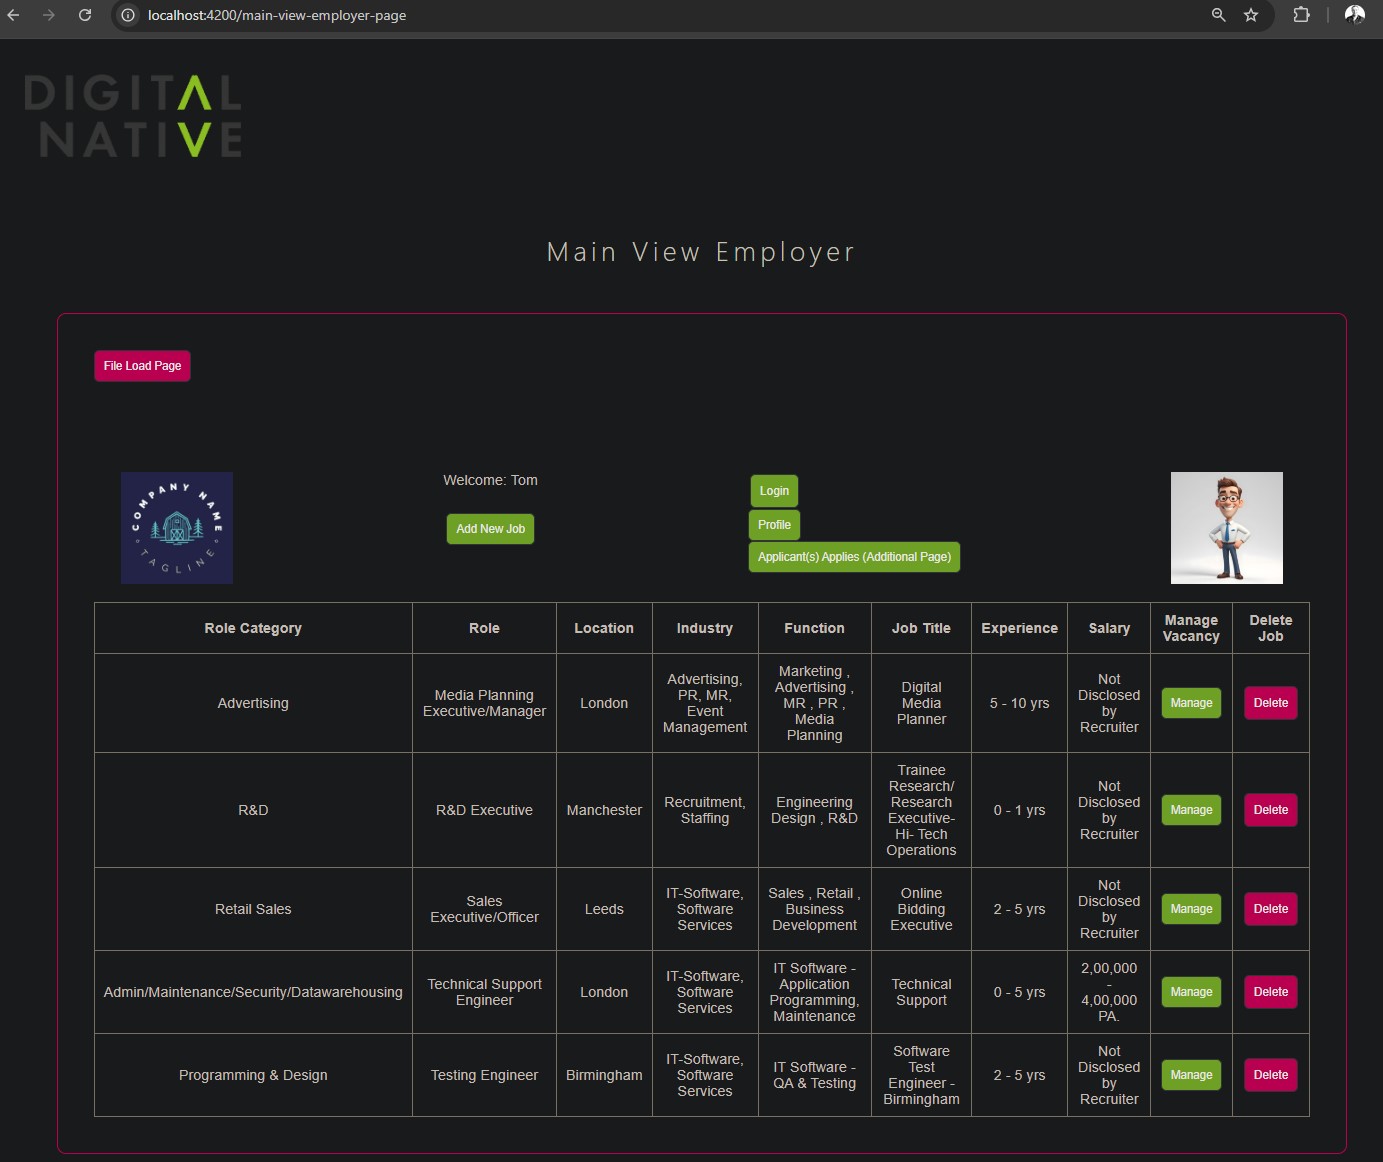 localhost:4200/main-view-employer-page
DIGITAL
NATIVE
Main View Employer
File Load Page
COMPANY NAME
TAGLINE
Welcome: Tom
Add New Job
Login
Profile
Applicant(s) Applies (Additional Page)
Role Category
Role
Location
Industry
Function
Job Title
Experience
Salary
Manage
Vacancy
Delete
Job
Advertising
Media Planning
Executive/Manager
London
Advertising,
PR, MR,
Event
Management
Marketing ,
Advertising ,
MR , PR ,
Media
Planning
Digital
Media
Planner
5 - 10 yrs
Not
Disclosed
by
Recruiter
Manage
Delete
R&D
R&D Executive
Manchester
Recruitment,
Staffing
Engineering
Design , R&D
Trainee
Research/
Research
Executive-
Hi- Tech
Operations
0 - 1 yrs
Not
Disclosed
by
Recruiter
Manage
Delete
Retail Sales
Sales
Executive/Officer
Leeds
IT-Software,
Software
Services
Sales , Retail ,
Business
Development
Online
Bidding
Executive
2 - 5 yrs
Not
Disclosed
by
Recruiter
Manage
Delete
Admin/Maintenance/Security/Datawarehousing
Technical Support
Engineer
London
IT-Software,
Software
Services
IT Software -
Application
Programming,
Maintenance
Technical
Support
0 - 5 yrs
2,00,000
-
4,00,000
PA.
Manage
Delete
Programming & Design
Testing Engineer
Birmingham
IT-Software,
Software
Services
IT Software -
QA & Testing
Software
Test
Engineer -
Birmingham
2 - 5 yrs
Not
Disclosed
by
Recruiter
Manage
Delete